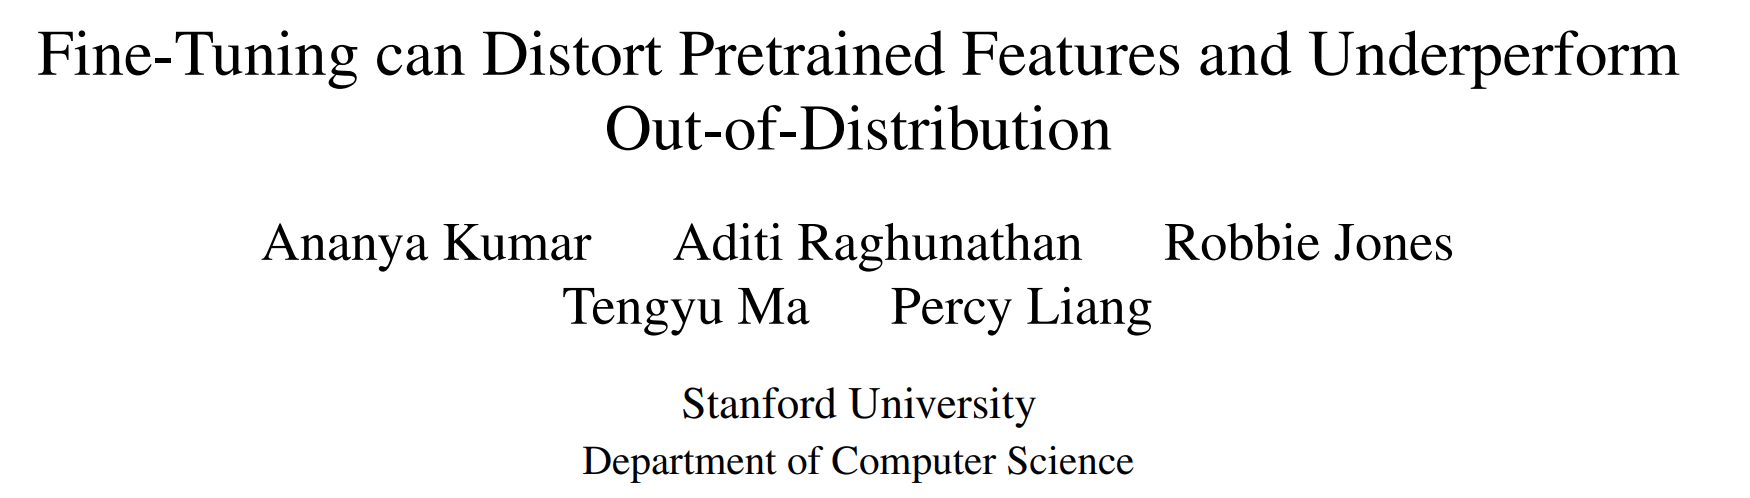 Fine-Tuning can Distort Pretrained Features and Underperform
Out-of-Distribution
Ananya Kumar Aditi Raghunathan Robbie Jones
Tengyu Ma Percy Liang
Stanford University
Department of Computer Science